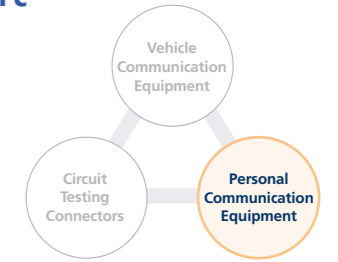 Vehicle
Communication
Equipment
Circuit
Testing
Connectors
Personal
Communication
Equipment